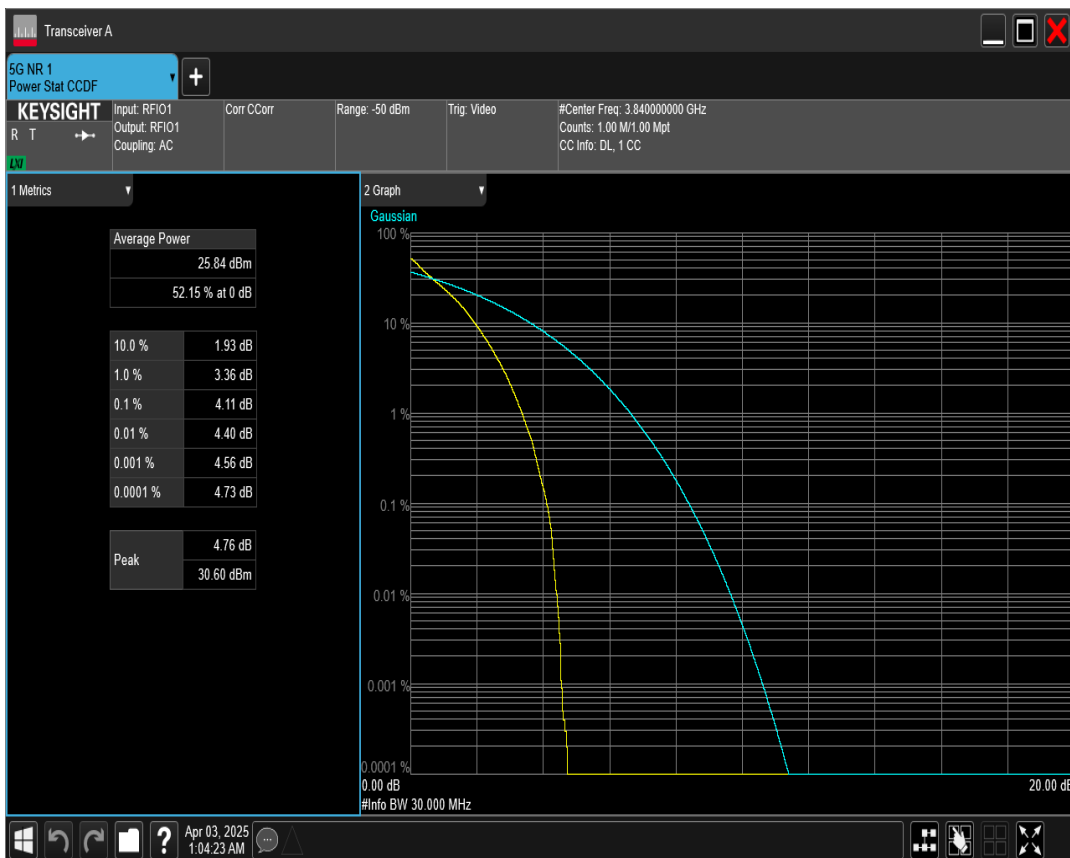 Transceiver A
5G NR 1
Power Stat CCDF
+
KEYSIGHT
R T
LXI
Input: RFIO1
Output: RFIO1
Coupling: AC
Corr CCorr
Range: -50 dBm
Trig: Video
#Center Freq: 3.840000000 GHz
Counts: 1.00 M/1.00 Mpt
CC Info: DL, 1 CC
1 Metrics
Average Power
25.84 dBm
52.15 % at 0 dB
10.0 % 1.93 dB
1.0 % 3.36 dB
0.1 % 4.11 dB
0.01 % 4.40 dB
0.001 % 4.56 dB
0.0001 % 4.73 dB
Peak
4.76 dB
30.60 dBm
2 Graph
Gaussian
100 %
10 %
1 %
0.1 %
0.01 %
0.001 %
0.0001 %
0.00 dB 20.00 dB
#Info BW 30.000 MHz
?
Apr 03, 2025
1:04:23 AM